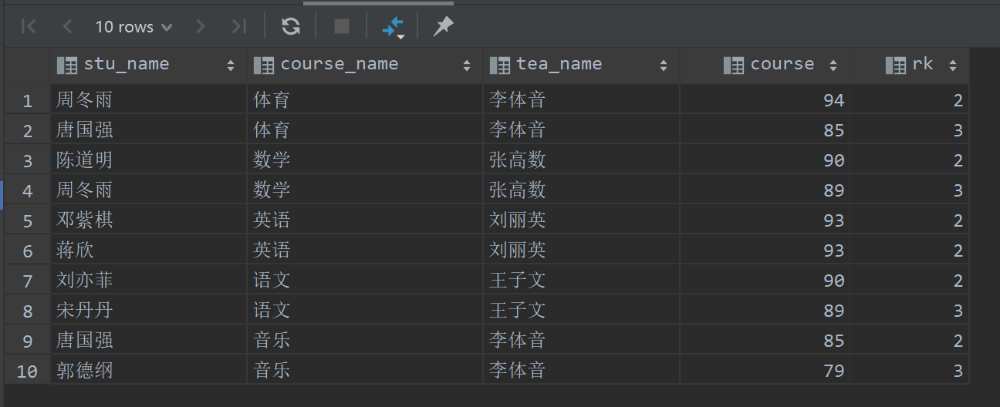 10 rows
stu_name course_name tea_name course rk
1 周冬雨 体育 李体音 94 2
2 唐国强 体育 李体音 85 3
3 陈道明 数学 张高数 90 2
4 周冬雨 数学 张高数 89 3
5 邓紫棋 英语 刘丽英 93 2
6 蒋欣 英语 刘丽英 93 2
7 刘亦菲 语文 王子文 90 2
8 宋丹丹 语文 王子文 89 3
9 唐国强 音乐 李体音 85 2
10 郭德纲 音乐 李体音 79 3